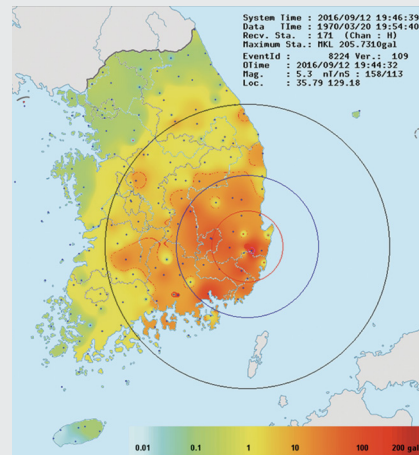 System Time : 2016/09/12 19:46:39
Data Time : 1970/03/20 19:54:40
Recv. Sta. : 171 (Chan : H)
Maximum Sta.: MKL 205.7310gal
EventId : 8224 Ver.: 109
OTime : 2016/09/12 19:44:32
Mag. : 5.3 nT/nS : 158/113
Loc. : 35.79 129.18
0.01 0.1 1 10 100 200 gal